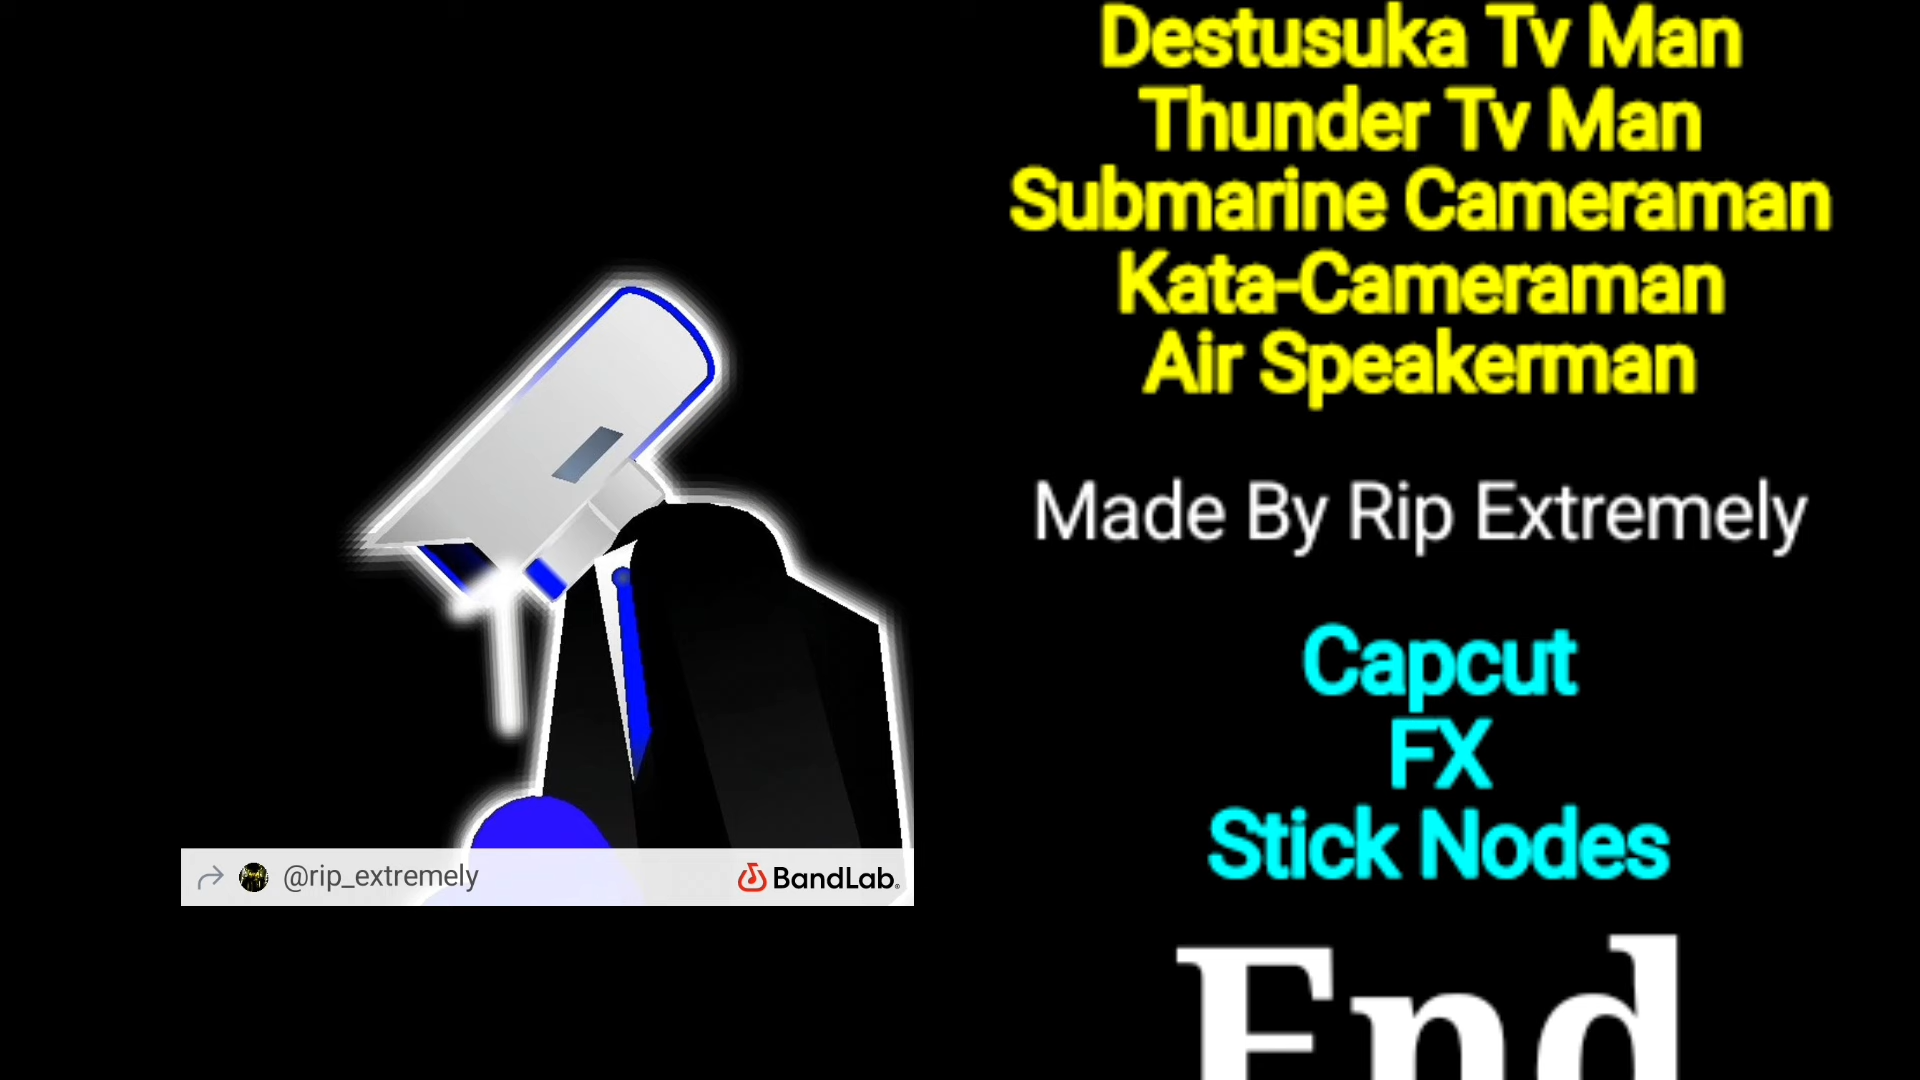 Destusuka Tv Man
Thunder Tv Man
Submarine Cameraman
Kata-Cameraman
Air Speakerman
Made By Rip Extremely
Capcut
FX
Stick Nodes
@rip_extremely
BandLab
End